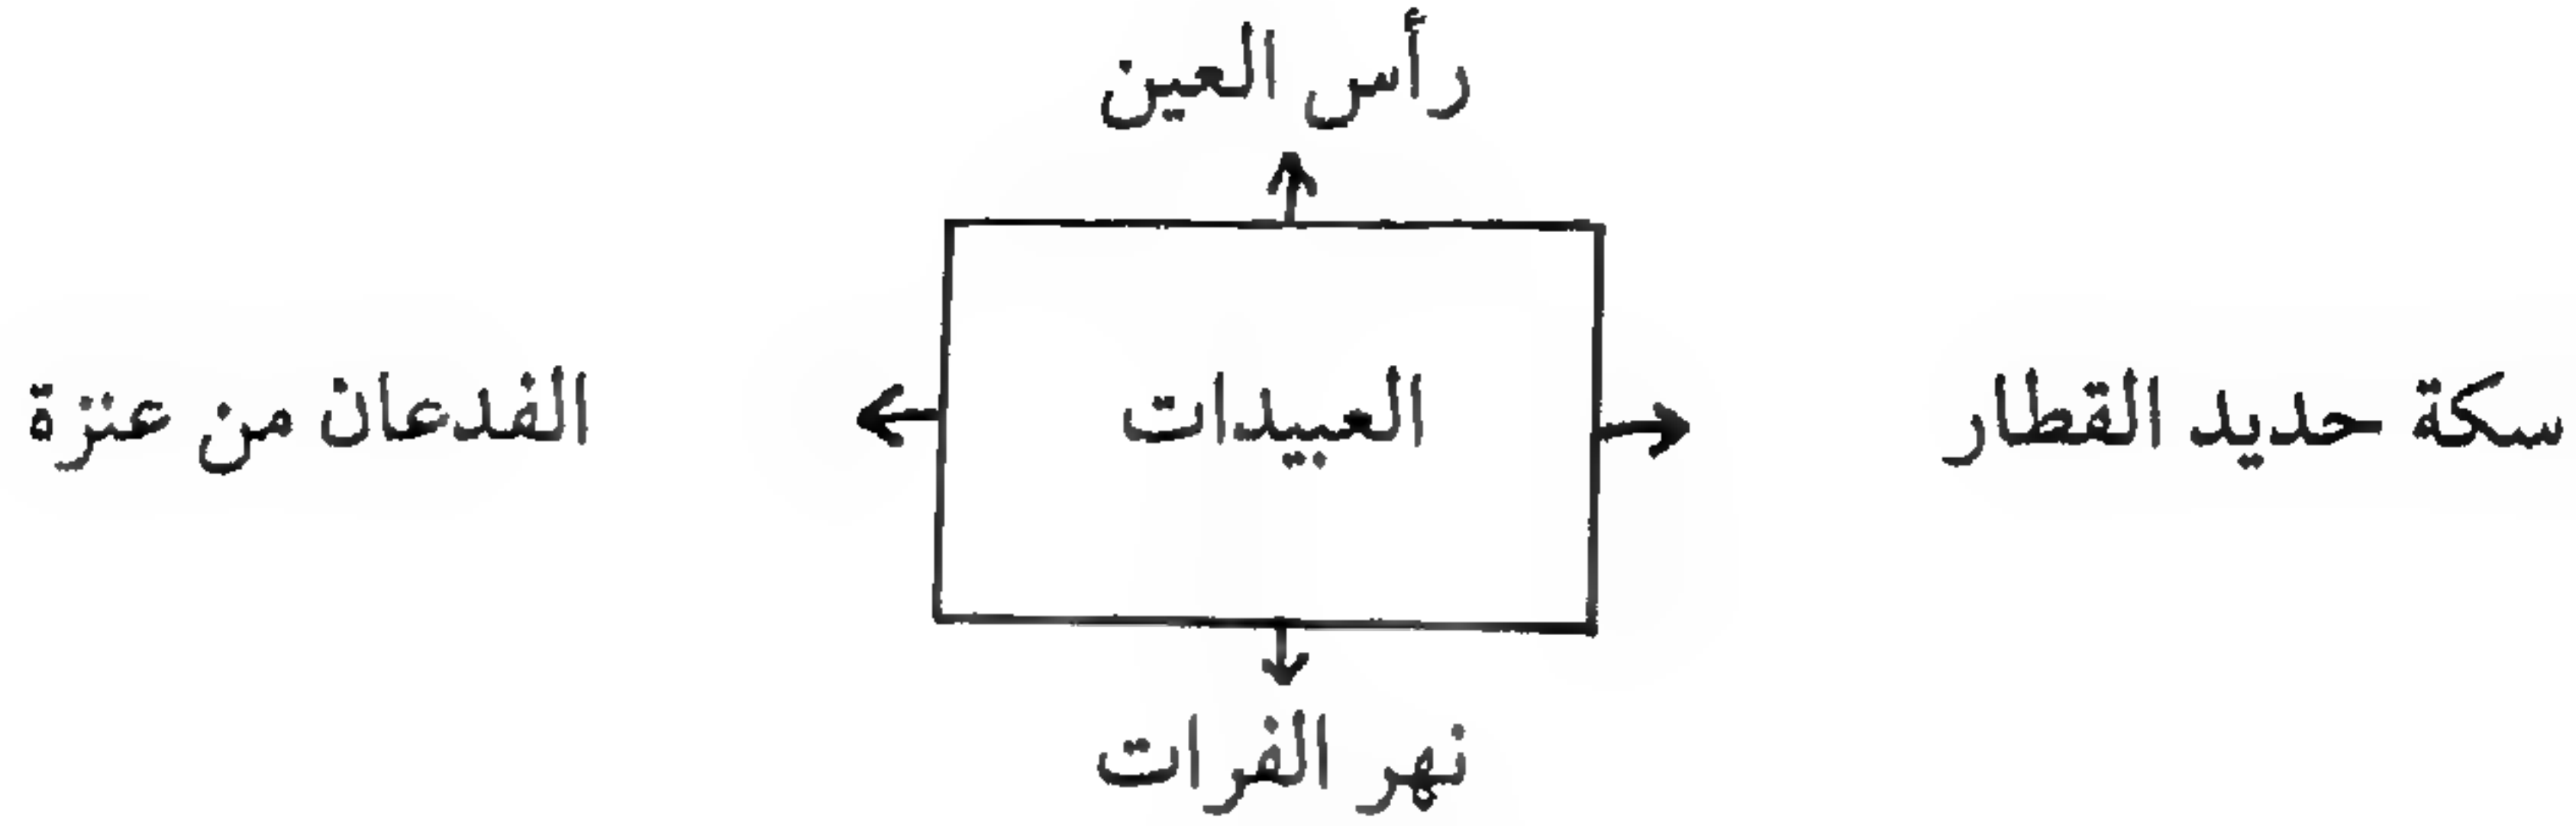 رأس العين
سكة حديد القطار
العبيدات
الفدعان من عنزة
نهر الفرات